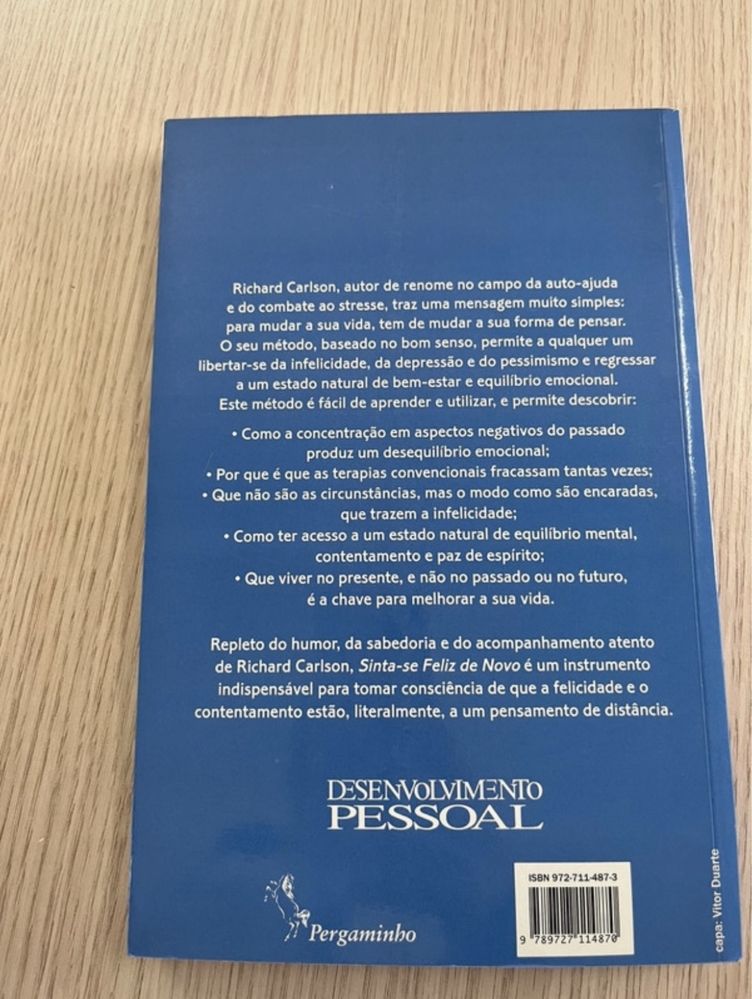 Richard Carlson, autor de renome no campo da auto-ajuda
e do combate ao stresse, traz uma mensagem muito simples:
para mudar a sua vida, tem de mudar a sua forma de pensar.
O seu método, baseado no bom senso, permite a qualquer um
libertar-se da infelicidade, da depressão e do pessimismo e regressar
a um estado natural de bem-estar e equilíbrio emocional.
Este método é fácil de aprender e utilizar, e permite descobrir:
• Como a concentração em aspectos negativos do passado
produz um desequilíbrio emocional;
• Por que é que as terapias convencionais fracassam tantas vezes;
• Que não são as circunstâncias, mas o modo como são encaradas,
que trazem a infelicidade;
• Como ter acesso a um estado natural de equilíbrio mental,
contentamento e paz de espírito;
• Que viver no presente, e não no passado ou no futuro,
é a chave para melhorar a sua vida.
Repleto do humor, da sabedoria e do acompanhamento atento
de Richard Carlson, Sinta-se Feliz de Novo é um instrumento
indispensável para tomar consciência de que a felicidade e o
contentamento estão, literalmente, a um pensamento de distância.
DESENVOLVIMENTO
PESSOAL
Pergaminho
ISBN 972-711-487-3
9 789727 114870
capa: Vitor Duarte